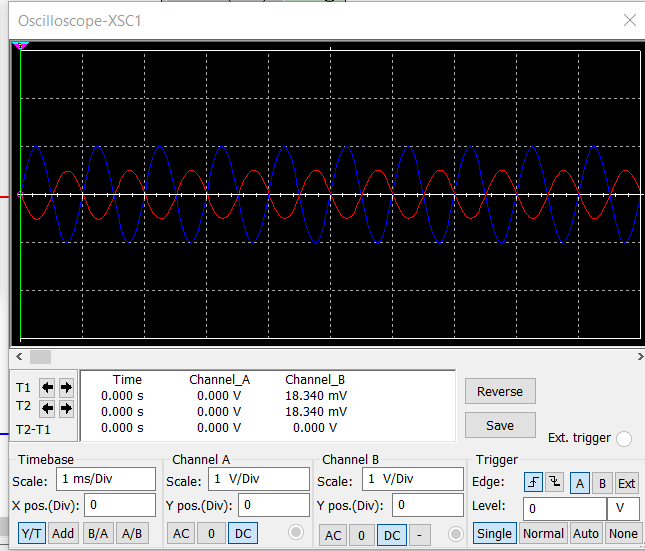 Oscilloscope-XSC1
T1
T2
T2-T1
Time Channel_A Channel_B
0.000 s 0.000 V 18.340 mV
0.000 s 0.000 V 18.340 mV
0.000 s 0.000 V 0.000 V
Reverse
Save
Ext. trigger
Timebase
Scale: 1 ms/Div
X pos.(Div): 0
Y/T Add B/A A/B
Channel A
Scale: 1 V/Div
Y pos.(Div): 0
AC 0 DC
Channel B
Scale: 1 V/Div
Y pos.(Div): 0
AC 0 DC -
Trigger
Edge: A B Ext
Level: 0 V
Single Normal Auto None